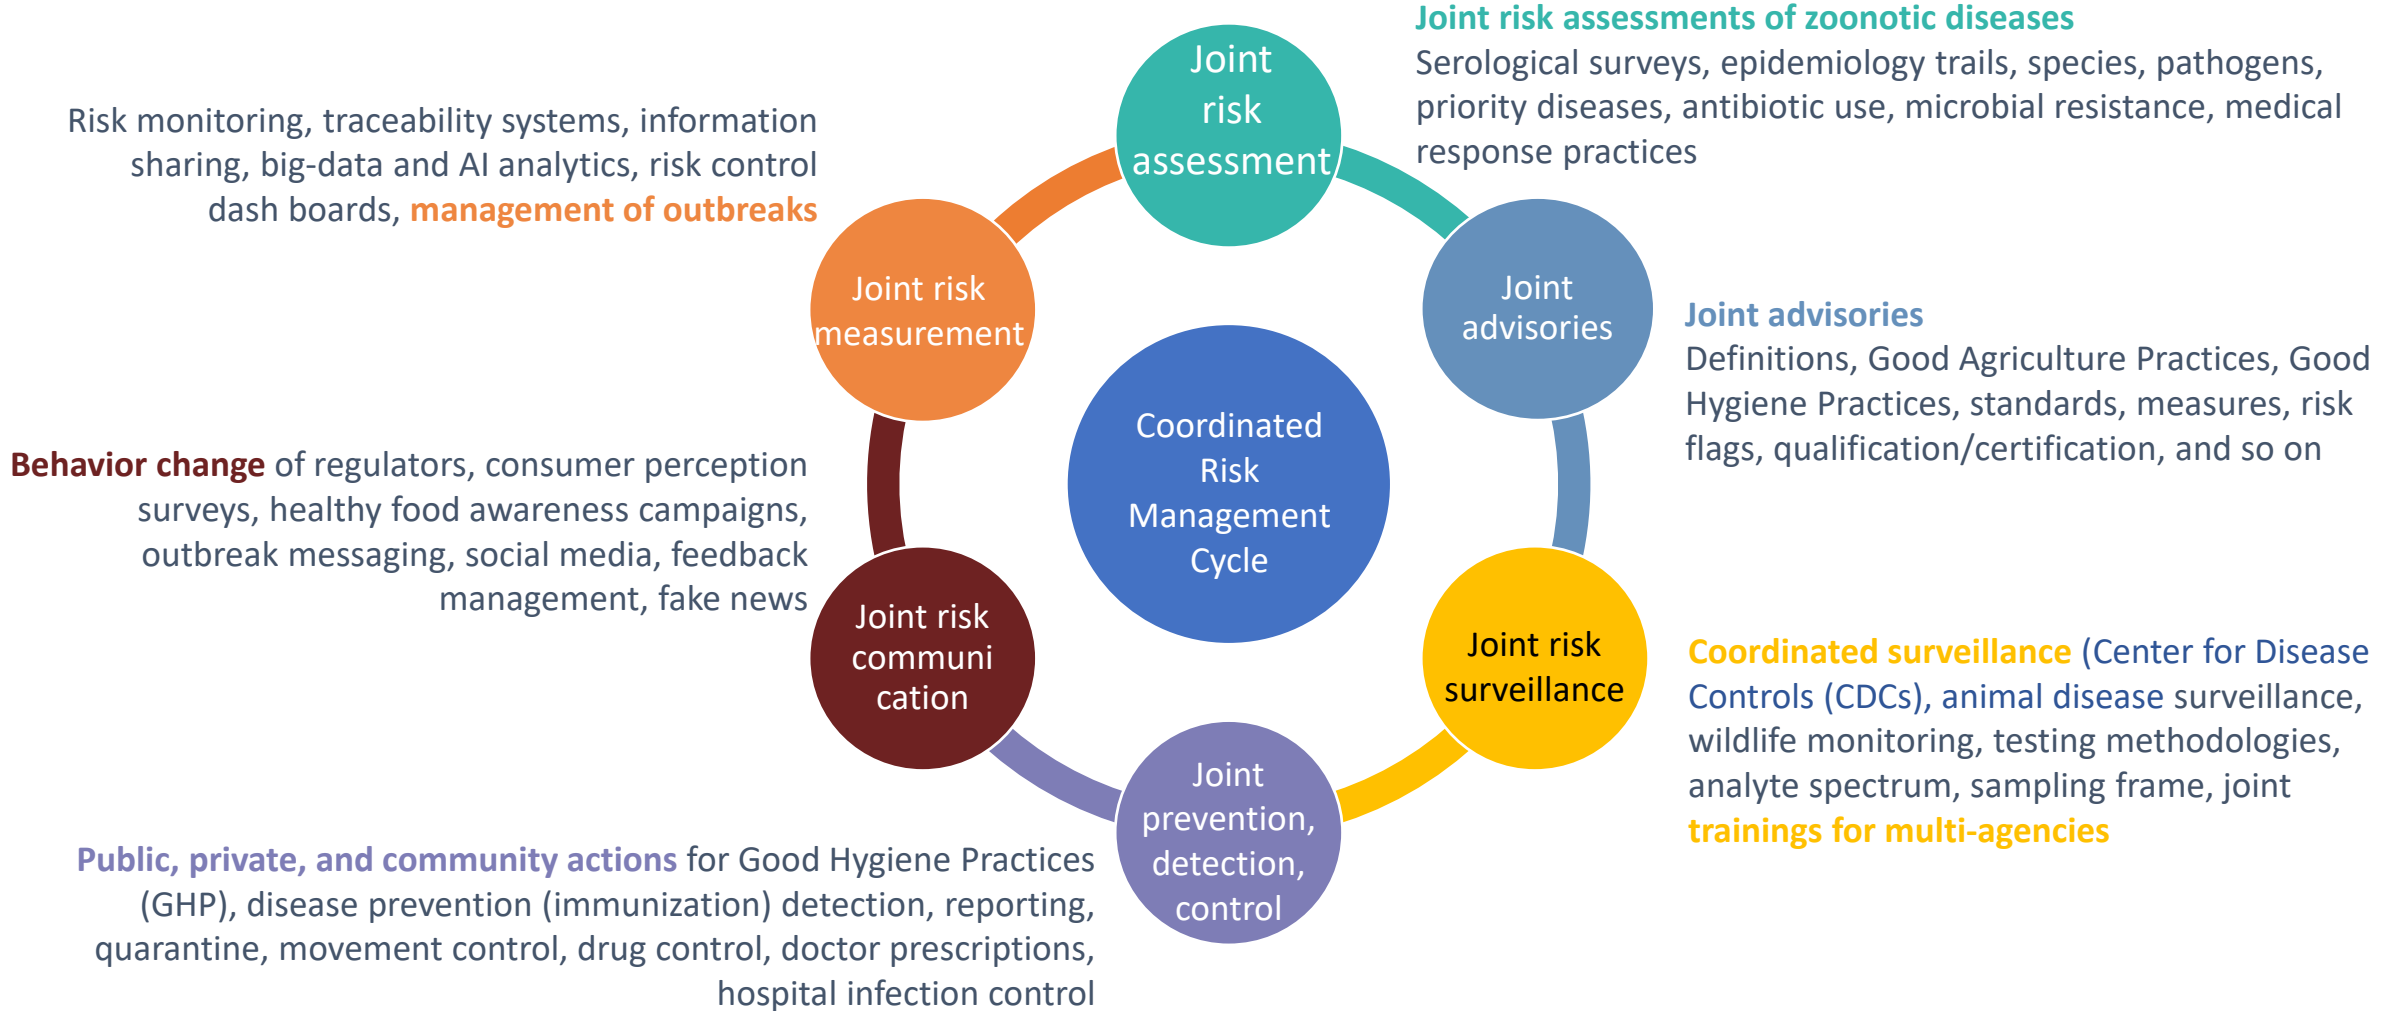 Joint
risk
assessment
Joint risk assessments of zoonotic diseases
Serological surveys, epidemiology trails, species, pathogens,
priority diseases, antibiotic use, microbial resistance, medical
response practices
Joint
advisories
Joint advisories
Definitions, Good Agriculture Practices, Good
Hygiene Practices, standards, measures, risk
flags, qualification/certification, and so on
Joint risk
surveillance
Coordinated surveillance (Center for Disease
Controls (CDCs), animal disease surveillance,
wildlife monitoring, testing methodologies,
analyte spectrum, sampling frame, joint
trainings for multi-agencies
Joint
prevention,
detection,
control
Public, private, and community actions for Good Hygiene Practices
(GHP), disease prevention (immunization) detection, reporting,
quarantine, movement control, drug control, doctor prescriptions,
hospital infection control
Joint risk
communi
cation
Behavior change of regulators, consumer perception
surveys, healthy food awareness campaigns,
outbreak messaging, social media, feedback
management, fake news
Joint risk
measurement
Risk monitoring, traceability systems, information
sharing, big-data and AI analytics, risk control
dash boards, management of outbreaks
Coordinated
Risk
Management
Cycle